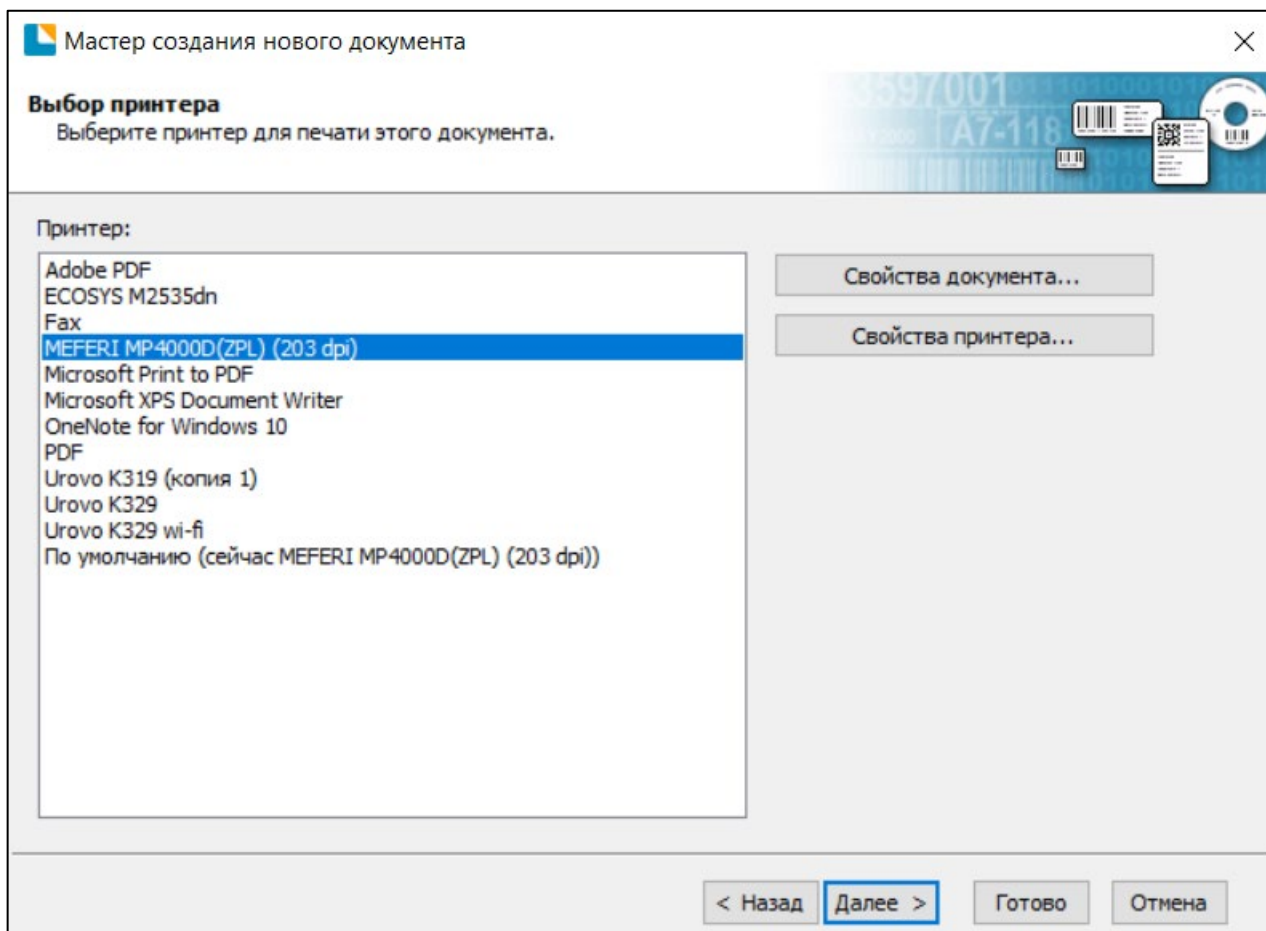 Мастер создания нового документа
Выбор принтера
Выберите принтер для печати этого документа.
3597001
A7-118
Принтер:
Adobe PDF
ECOSYS M2535dn
Fax
MEFERI MP4000D(ZPL) (203 dpi)
Microsoft Print to PDF
Microsoft XPS Document Writer
OneNote for Windows 10
PDF
Urovo K319 (копия 1)
Urovo K329
Urovo K329 wi-fi
По умолчанию (сейчас MEFERI MP4000D(ZPL) (203 dpi))
Свойства документа...
Свойства принтера...
< Назад
Далее >
Готово
Отмена